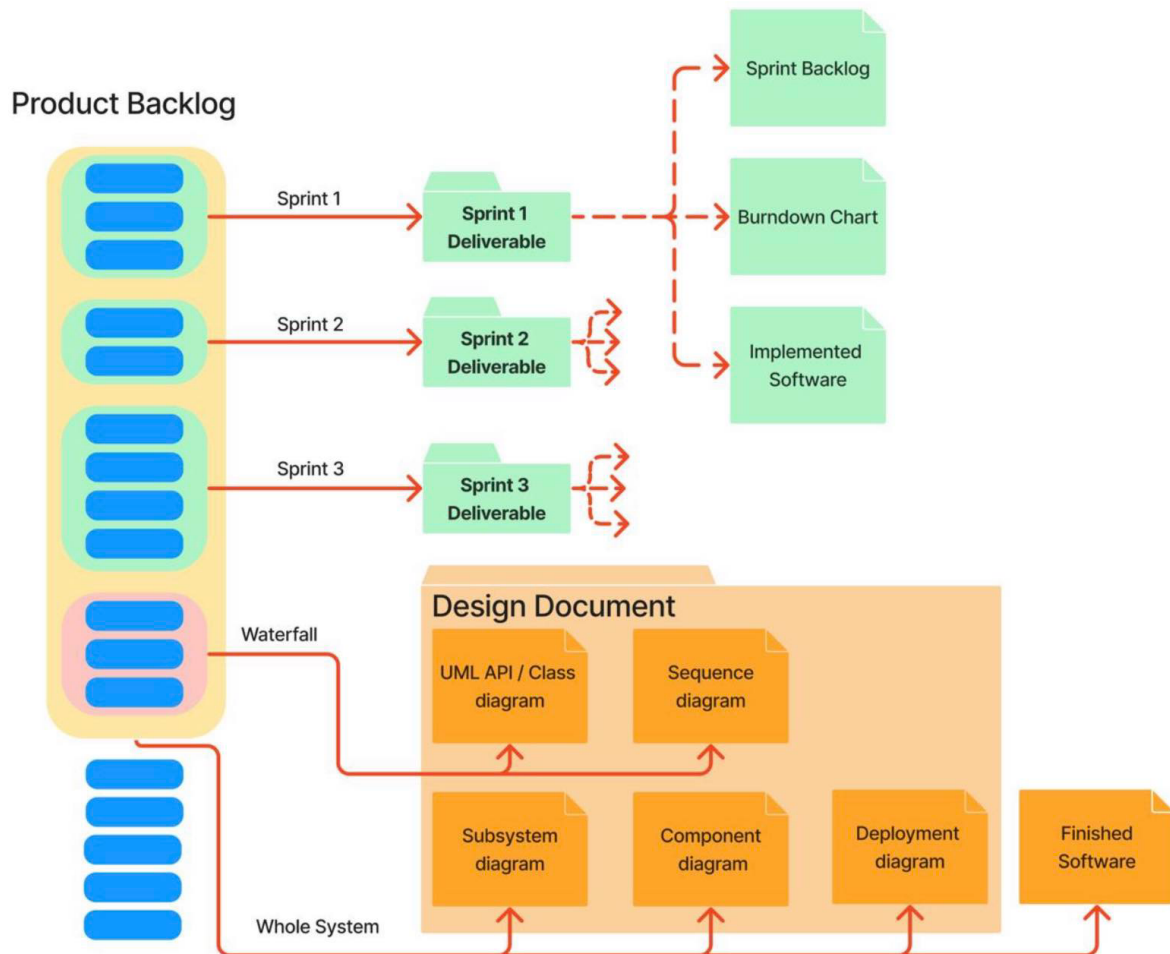 Sprint Backlog
Product Backlog
Sprint 1
Sprint 1
Deliverable
Burndown Chart
Sprint 2
Sprint 2
Deliverable
Implemented
Software
Sprint 3
Sprint 3
Deliverable
Design Document
Waterfall
UML API / Class
diagram
Sequence
diagram
Subsystem
diagram
Component
diagram
Deployment
diagram
Finished
Software
Whole System